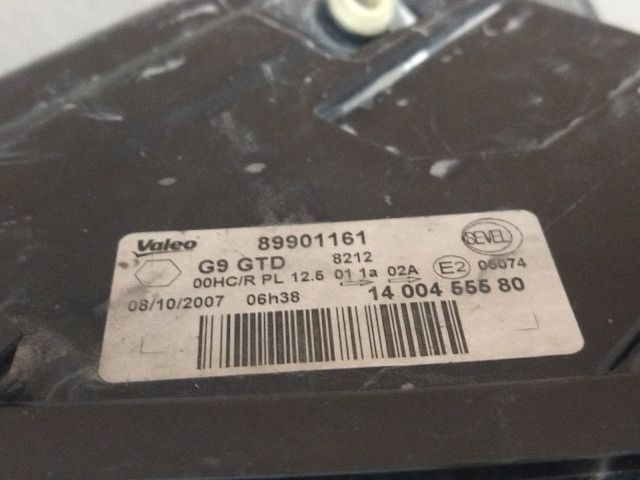 Valeo 89901161 SEVEL
G9 GTD 8212
00HC/R PL 12.5 01 1a 02A E2 06074
08/10/2007 06h38 14 004 555 80